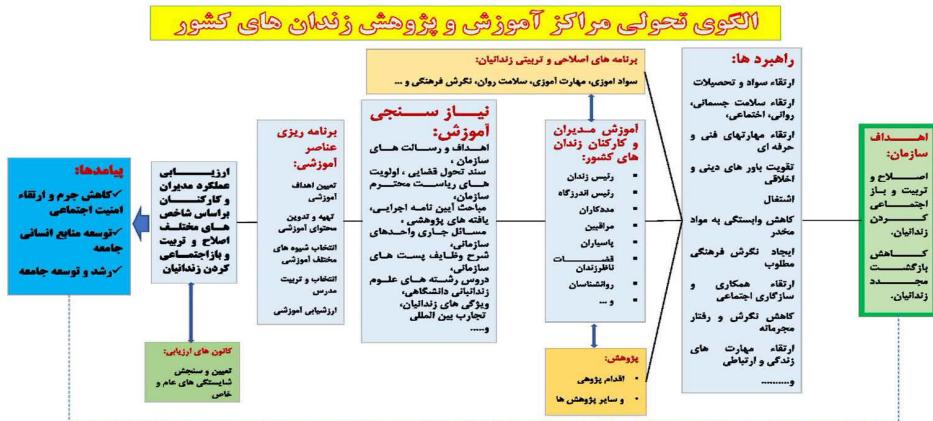 الگوی تحولی مراکز آموزش و پژوهش زندان های کشور
اهداف
سازمان:
اصلاح و
تربیت و باز
اجتماعی
کردن
زندانیان.
کاهش
بازگشت
مجدد
زندانیان.
راهبرد ها:
ارتقاء سواد و تحصیلات
ارتقاء سلامت جسمانی،
روانی، اختماعی،
ارتقاء مهارتهای فنی و
حرفه ای
تقویت باور های دینی و
اخلاقی
اشتغال
کاهش وابستگی به مواد
مخدر
ایجاد نگرش فرهنگی
مطلوب
ارتقاء همکاری و
سازگاری اجتماعی
کاهش نگرش و رفتار
مجرمانه
ارتقاء مهارت های
زندگی و ارتباطی
و..........
برنامه های اصلاحی و تربیتی زندانیان:
سواد اموزی، مهارت آموزی، سلامت روان، نگرش فرهنگی و ...
آموزش مدیران
و کارکنان زندان
های کشور:
▪ رئیس زندان
▪ رئیس اندرزگاه
▪ مددکاران
▪ مراقبین
▪ پاسیاران
▪ قضات
ناظرزندان
▪ روانشناسان
▪ و ...
پژوهش:
▪ اقدام پژوهی
▪ و سایر پژوهش ها
نیاز سنجی
آموزش:
اهداف و رسالت های
سازمان ،
سند تحول قضایی ، اولویت
های ریاست محترم
سازمان،
مباحث آیین نامه اجرایی،
یافته های پژوهشی ،
مسائل جاری واحدهای
سازمانی،
شرح وظایف پست های
سازمانی،
دروس رشته های علوم
زندانبانی دانشگاهی،
ویژگی های زندانیان،
تجارب بین المللی
و.....
برنامه ریزی
عناصر
آموزشی:
تعیین اهداف
آموزشی
تهیه و تدوین
محتوای آموزشی
انتخاب شیوه های
مختلف آموزشی
انتخاب و تربیت
مدرس
ارزشیابی آموزشی
ارزیابی
عملکرد مدیران
و کارکنان
براساس شاخص
های مختلف
اصلاح و تربیت
و بازاجتماعی
کردن زندانیان
کانون های ارزیابی:
تعیین و سنجش
شایستگی های عام و
خاص
پیامدها:
✓کاهش جرم و ارتقاء
امنیت اجتماعی
✓توسعه منابع انسانی
جامعه
✓رشد و توسعه جامعه